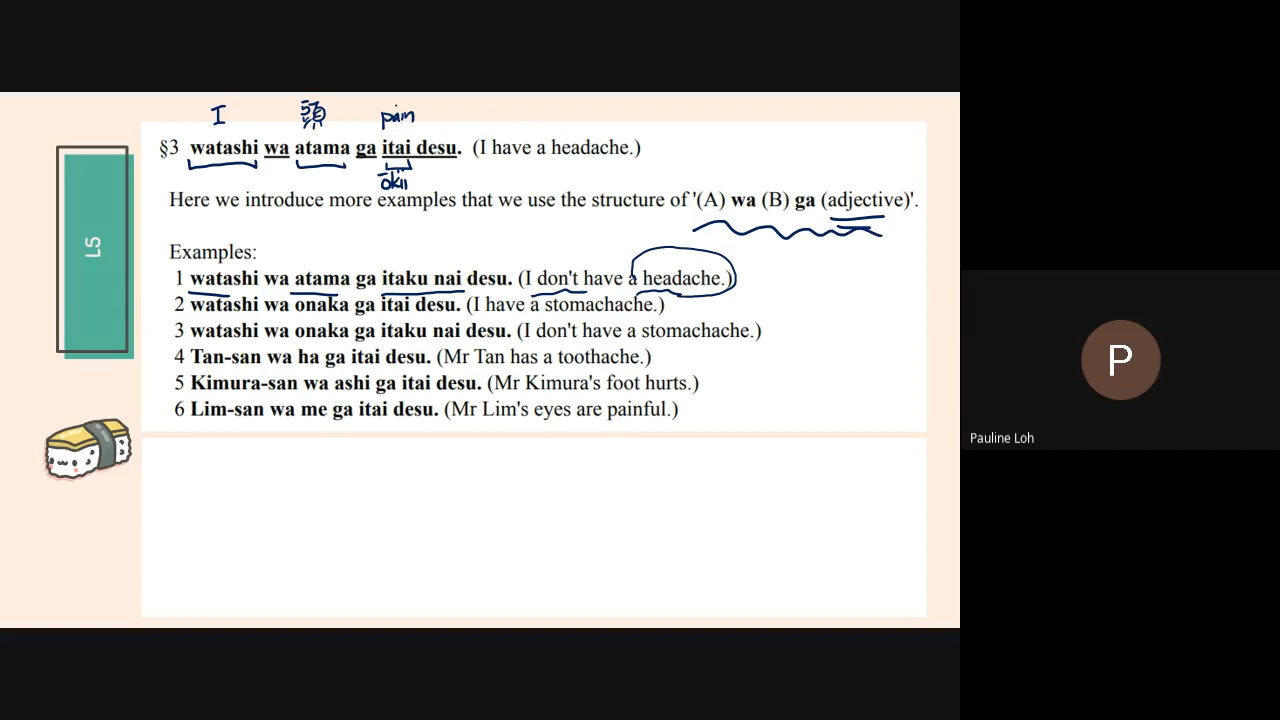 I 頭 pain
§3 watashi wa atama ga itai desu. (I have a headache.)
ōkii
Here we introduce more examples that we use the structure of '(A) wa (B) ga (adjective)'.
Examples:
1 watashi wa atama ga itaku nai desu. (I don't have a headache.)
2 watashi wa onaka ga itai desu. (I have a stomachache.)
3 watashi wa onaka ga itaku nai desu. (I don't have a stomachache.)
4 Tan-san wa ha ga itai desu. (Mr Tan has a toothache.)
5 Kimura-san wa ashi ga itai desu. (Mr Kimura's foot hurts.)
6 Lim-san wa me ga itai desu. (Mr Lim's eyes are painful.)
L5
P
Pauline Loh